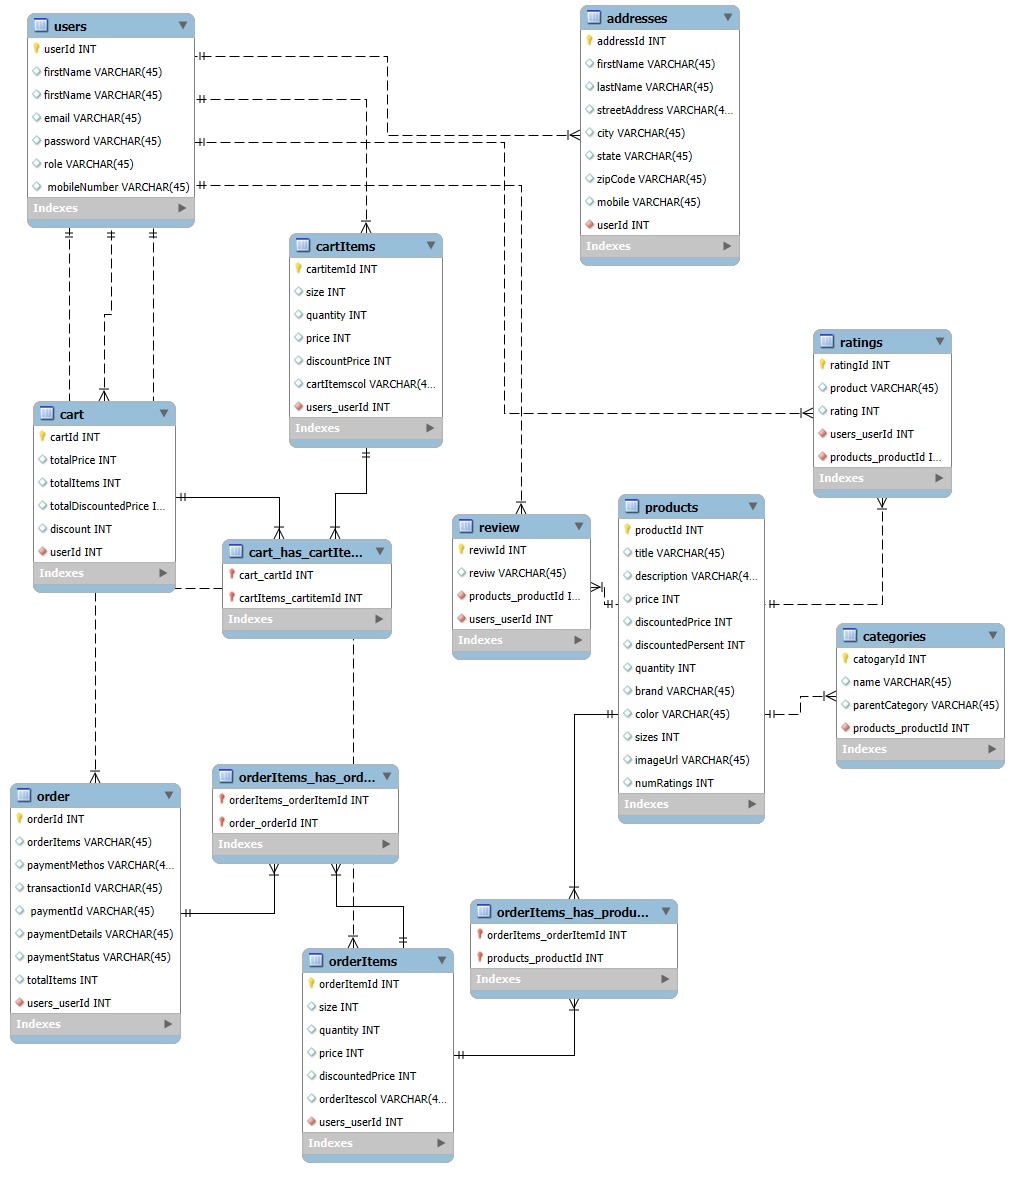 users
userId INT
firstName VARCHAR(45)
firstName VARCHAR(45)
email VARCHAR(45)
password VARCHAR(45)
role VARCHAR(45)
mobileNumber VARCHAR(45)
Indexes
addresses
addressId INT
firstName VARCHAR(45)
lastName VARCHAR(45)
streetAddress VARCHAR(4...
city VARCHAR(45)
state VARCHAR(45)
zipCode VARCHAR(45)
mobile VARCHAR(45)
userId INT
Indexes
cartItems
cartitemId INT
size INT
quantity INT
price INT
discountPrice INT
cartItemscol VARCHAR(4...
users_userId INT
Indexes
ratings
ratingId INT
product VARCHAR(45)
rating INT
users_userId INT
products_productId I...
Indexes
cart
cartId INT
totalPrice INT
totalItems INT
totalDiscountedPrice I...
discount INT
userId INT
Indexes
cart_has_cartIte...
cart_cartId INT
cartItems_cartitemId INT
Indexes
review
reviwId INT
reviw VARCHAR(45)
products_productId I...
users_userId INT
Indexes
products
productId INT
title VARCHAR(45)
description VARCHAR(4...
price INT
discountedPrice INT
discountedPersent INT
quantity INT
brand VARCHAR(45)
color VARCHAR(45)
sizes INT
imageUrl VARCHAR(45)
numRatings INT
Indexes
categories
catogaryId INT
name VARCHAR(45)
parentCategory VARCHAR(45)
products_productId INT
Indexes
order
orderId INT
orderItems VARCHAR(45)
paymentMethos VARCHAR(4...
transactionId VARCHAR(45)
paymentId VARCHAR(45)
paymentDetails VARCHAR(45)
paymentStatus VARCHAR(45)
totalItems INT
users_userId INT
Indexes
orderItems_has_ord...
orderItems_orderItemId INT
order_orderId INT
Indexes
orderItems_has_produ...
orderItems_orderItemId INT
products_productId INT
Indexes
orderItems
orderItemId INT
size INT
quantity INT
price INT
discountedPrice INT
orderItescol VARCHAR(4...
users_userId INT
Indexes